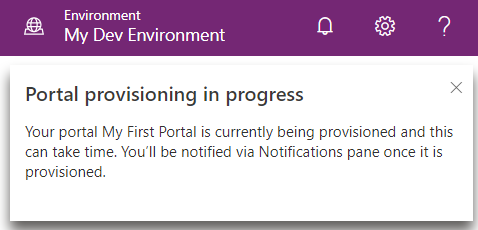 Environment
My Dev Environment
Portal provisioning in progress
Your portal My First Portal is currently being provisioned and this
can take time. You’ll be notified via Notifications pane once it is
provisioned.